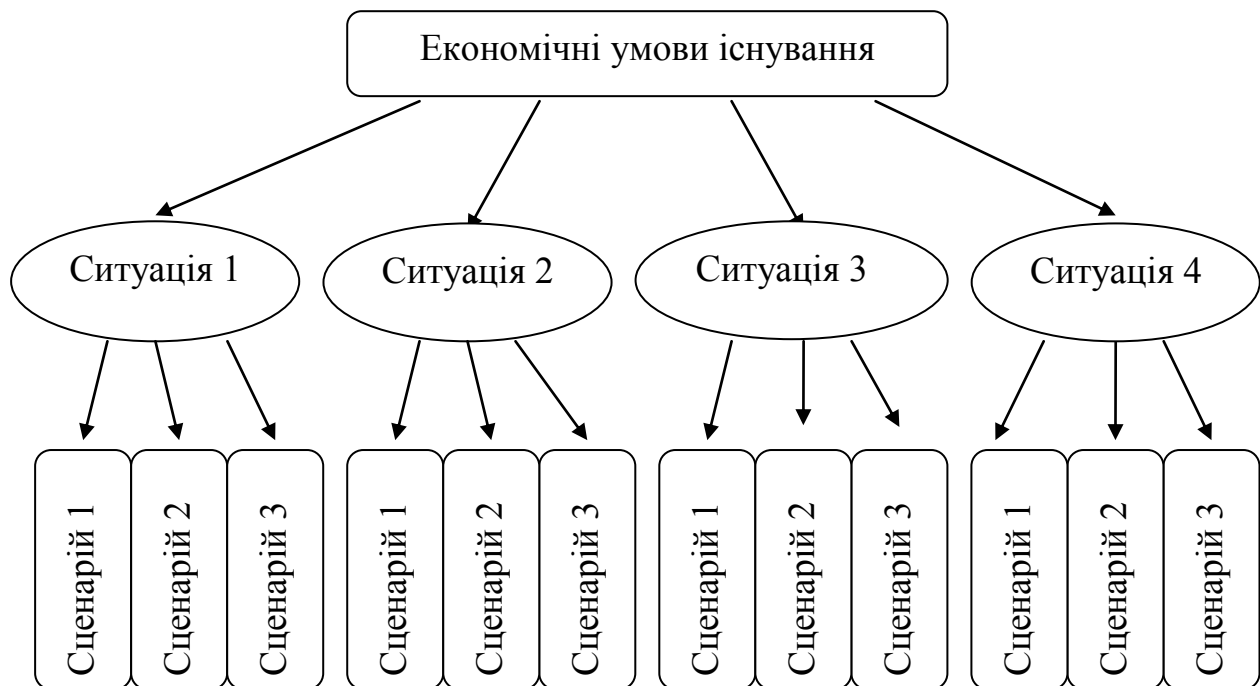 Економічні умови існування
Ситуація 1
Ситуація 2
Ситуація 3
Ситуація 4
Сценарій 1
Сценарій 2
Сценарій 3
Сценарій 1
Сценарій 2
Сценарій 3
Сценарій 1
Сценарій 2
Сценарій 3
Сценарій 1
Сценарій 2
Сценарій 3